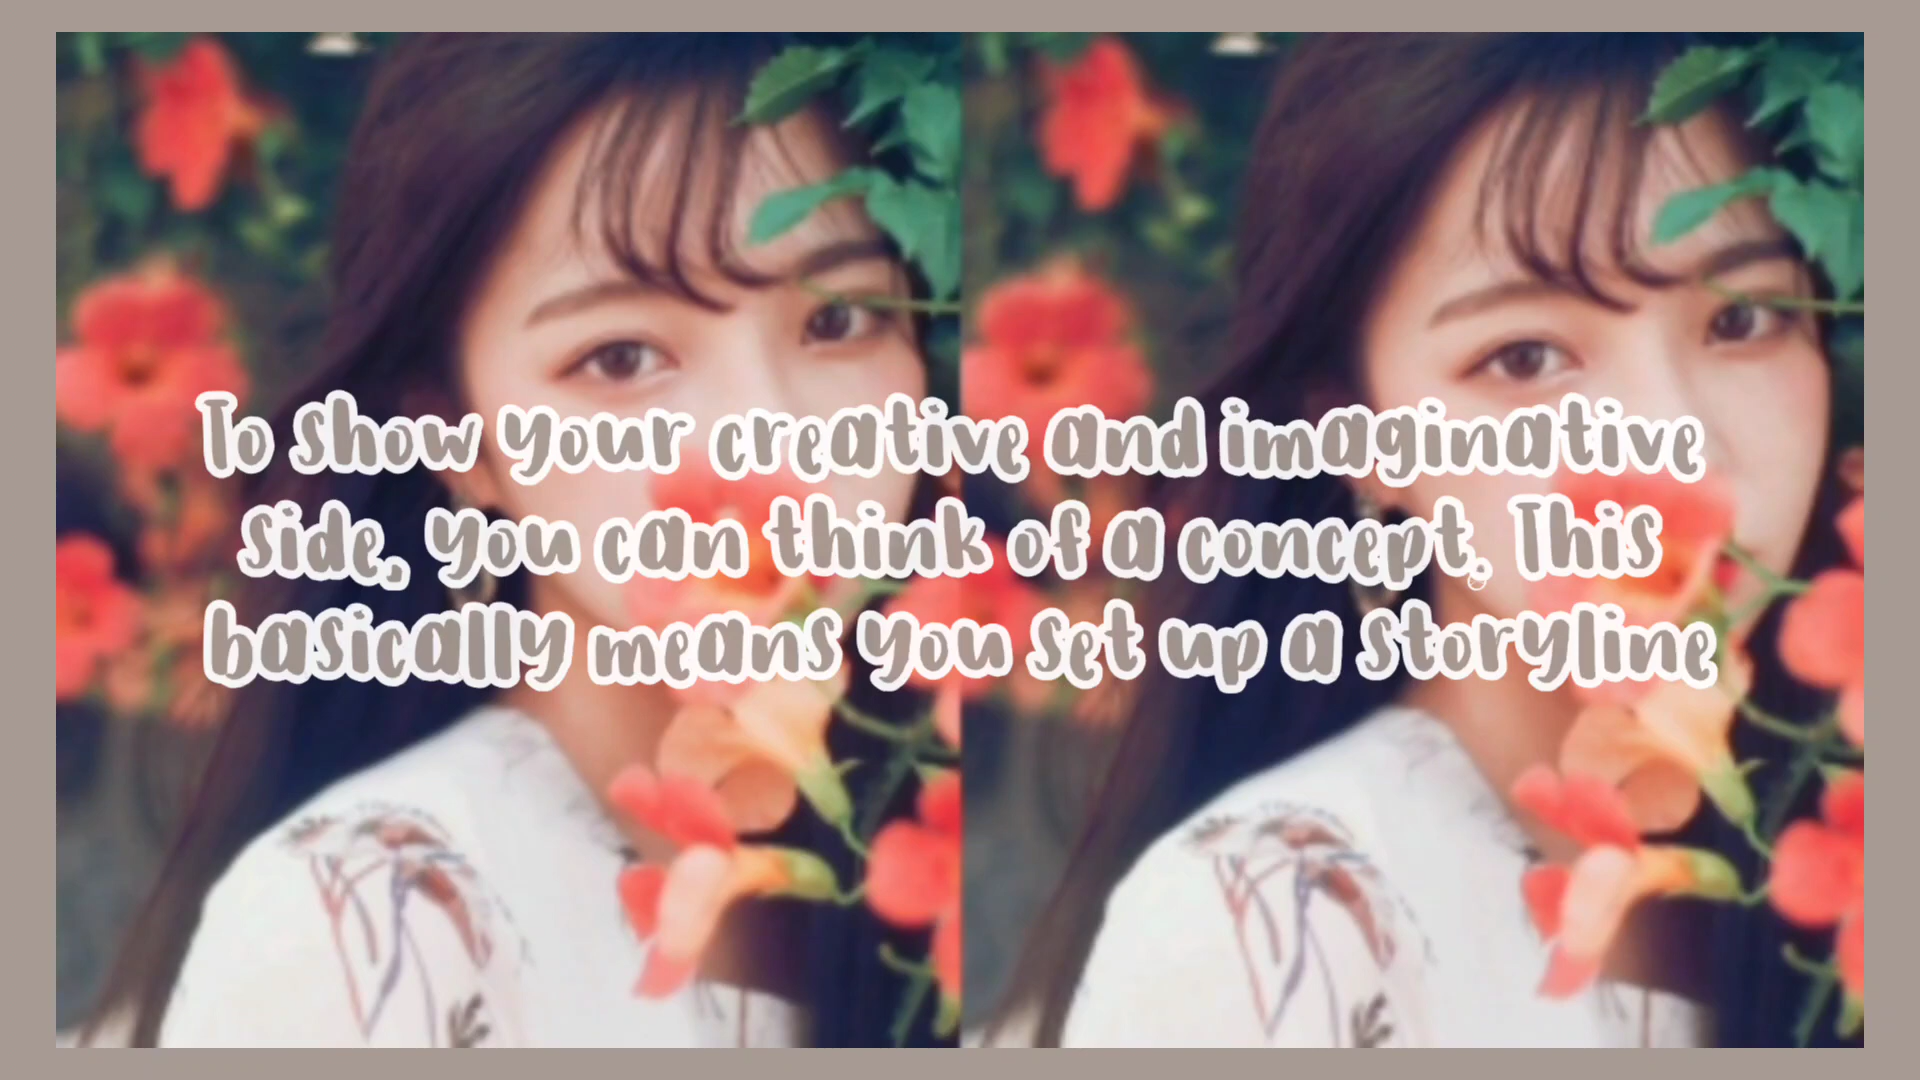 To show your creative and imaginative
side, you can think of a concept. This
basically means you set up a storyline